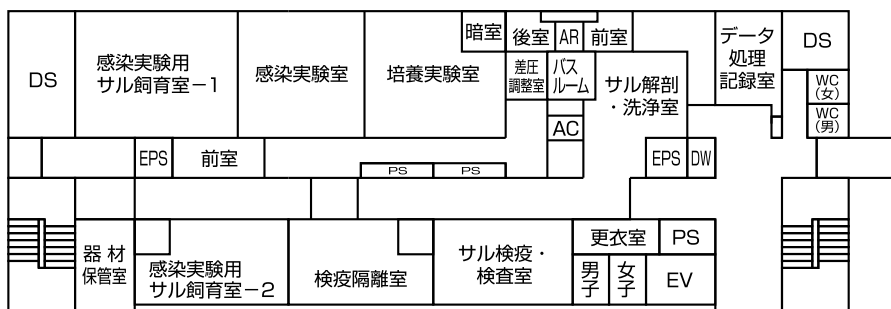 DS
感染実験用
サル飼育室－1
感染実験室
培養実験室
暗室
後室
AR
前室
差圧
調整室
バス
ルーム
サル解剖
・洗浄室
データ
処理
記録室
DS
WC
(女)
WC
(男)
AC
EPS
前室
PS
PS
EPS
DW
器材
保管室
感染実験用
サル飼育室－2
検疫隔離室
サル検疫・
検査室
更衣室
PS
男子
女子
EV